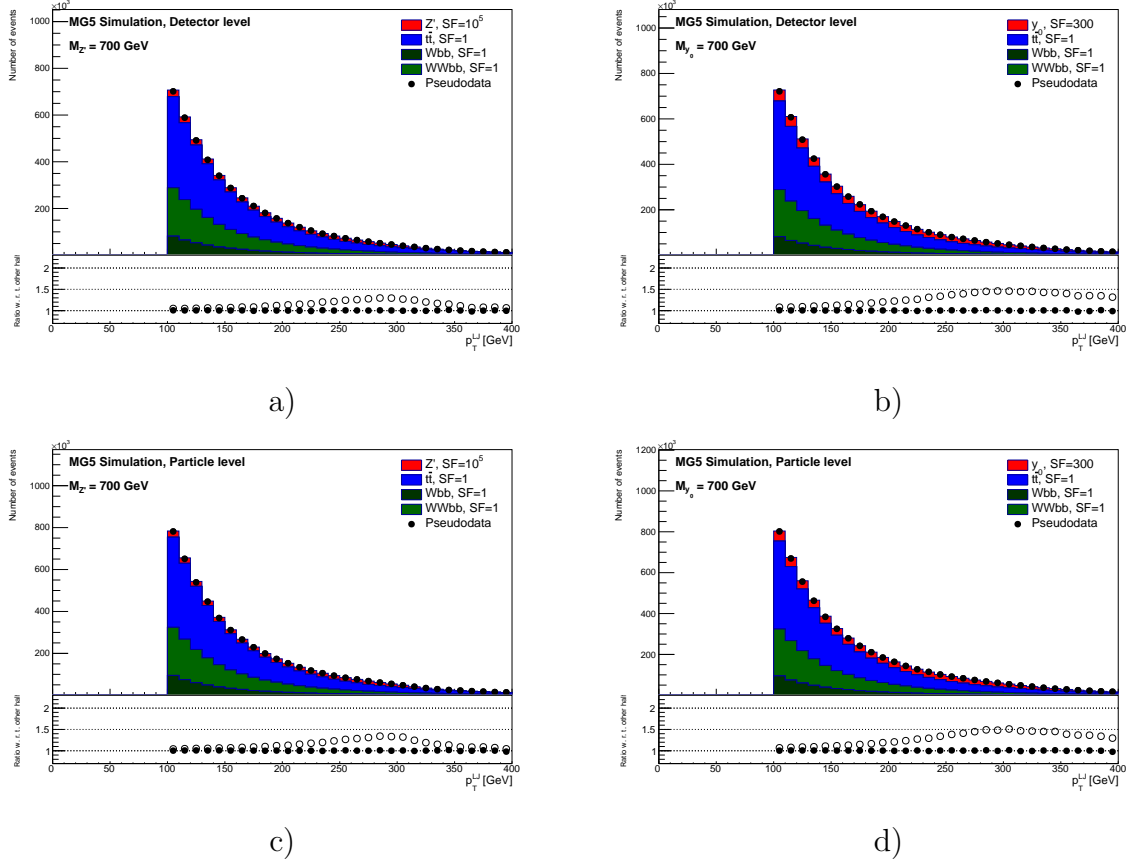 ×10³
MG5 Simulation, Detector level
M_Z' = 700 GeV
Z', SF=10⁵
tt̄, SF=1
Wbb, SF=1
WWbb, SF=1
Pseudodata
Number of events
1000
800
600
400
200
Ratio w. r. t. other half
2
1.5
1
0 50 100 150 200 250 300 350 400
p_T^LJ [GeV]
a)
×10³
MG5 Simulation, Detector level
M_y₀ = 700 GeV
y₀, SF=300
tt̄, SF=1
Wbb, SF=1
WWbb, SF=1
Pseudodata
Number of events
1000
800
600
400
200
Ratio w. r. t. other half
2
1.5
1
0 50 100 150 200 250 300 350 400
p_T^LJ [GeV]
b)
×10³
MG5 Simulation, Particle level
M_Z' = 700 GeV
Z', SF=10⁵
tt̄, SF=1
Wbb, SF=1
WWbb, SF=1
Pseudodata
Number of events
1000
800
600
400
200
Ratio w. r. t. other half
2
1.5
1
0 50 100 150 200 250 300 350 400
p_T^LJ [GeV]
c)
×10³
MG5 Simulation, Particle level
M_y₀ = 700 GeV
y₀, SF=300
tt̄, SF=1
Wbb, SF=1
WWbb, SF=1
Pseudodata
Number of events
1200
1000
800
600
400
200
Ratio w. r. t. other half
2
1.5
1
0 50 100 150 200 250 300 350 400
p_T^LJ [GeV]
d)